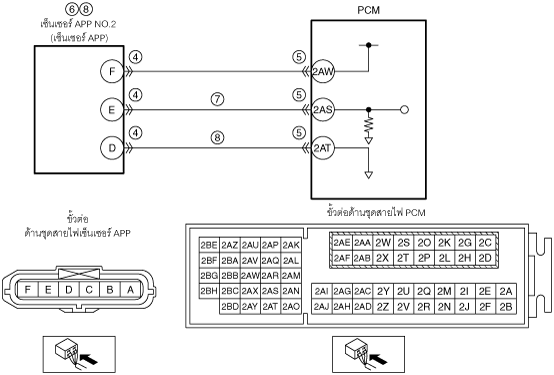 ⑥⑧
เซ็นเซอร์ APP NO.2
(เซ็นเซอร์ APP)
PCM
F ④ ⑤ 2AW
E ④ ⑦ ⑤ 2AS
D ④ ⑧ ⑤ 2AT
ขั้วต่อ
ด้านชุดสายไฟเซ็นเซอร์ APP
F E D C B A
ขั้วต่อด้านชุดสายไฟ PCM
2BE 2AZ 2AU 2AP 2AK
2BF 2BA 2AV 2AQ 2AL
2BG 2BB 2AW 2AR 2AM
2BH 2BC 2AX 2AS 2AN
2BD 2AY 2AT 2AO
2AE 2AA 2W 2S 2O 2K 2G 2C
2AF 2AB 2X 2T 2P 2L 2H 2D
2AI 2AG 2AC 2Y 2U 2Q 2M 2I 2E 2A
2AJ 2AH 2AD 2Z 2V 2R 2N 2J 2F 2B